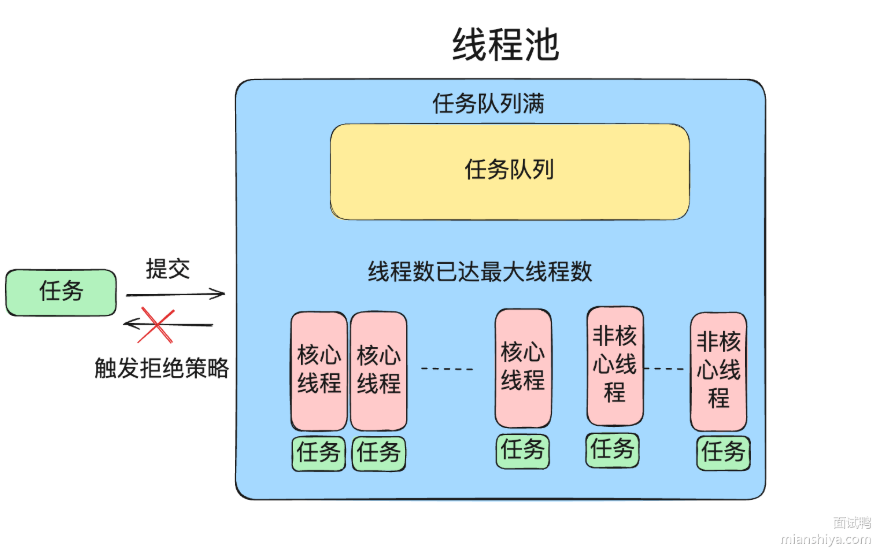 线程池
任务队列满
任务队列
提交
任务
线程数已达最大线程数
触发拒绝策略
核心
线程
核心
线程
核心
线程
非核
心线
程
非核
心线
程
任务
任务
任务
任务
任务
面试鸭
mianshiya.com